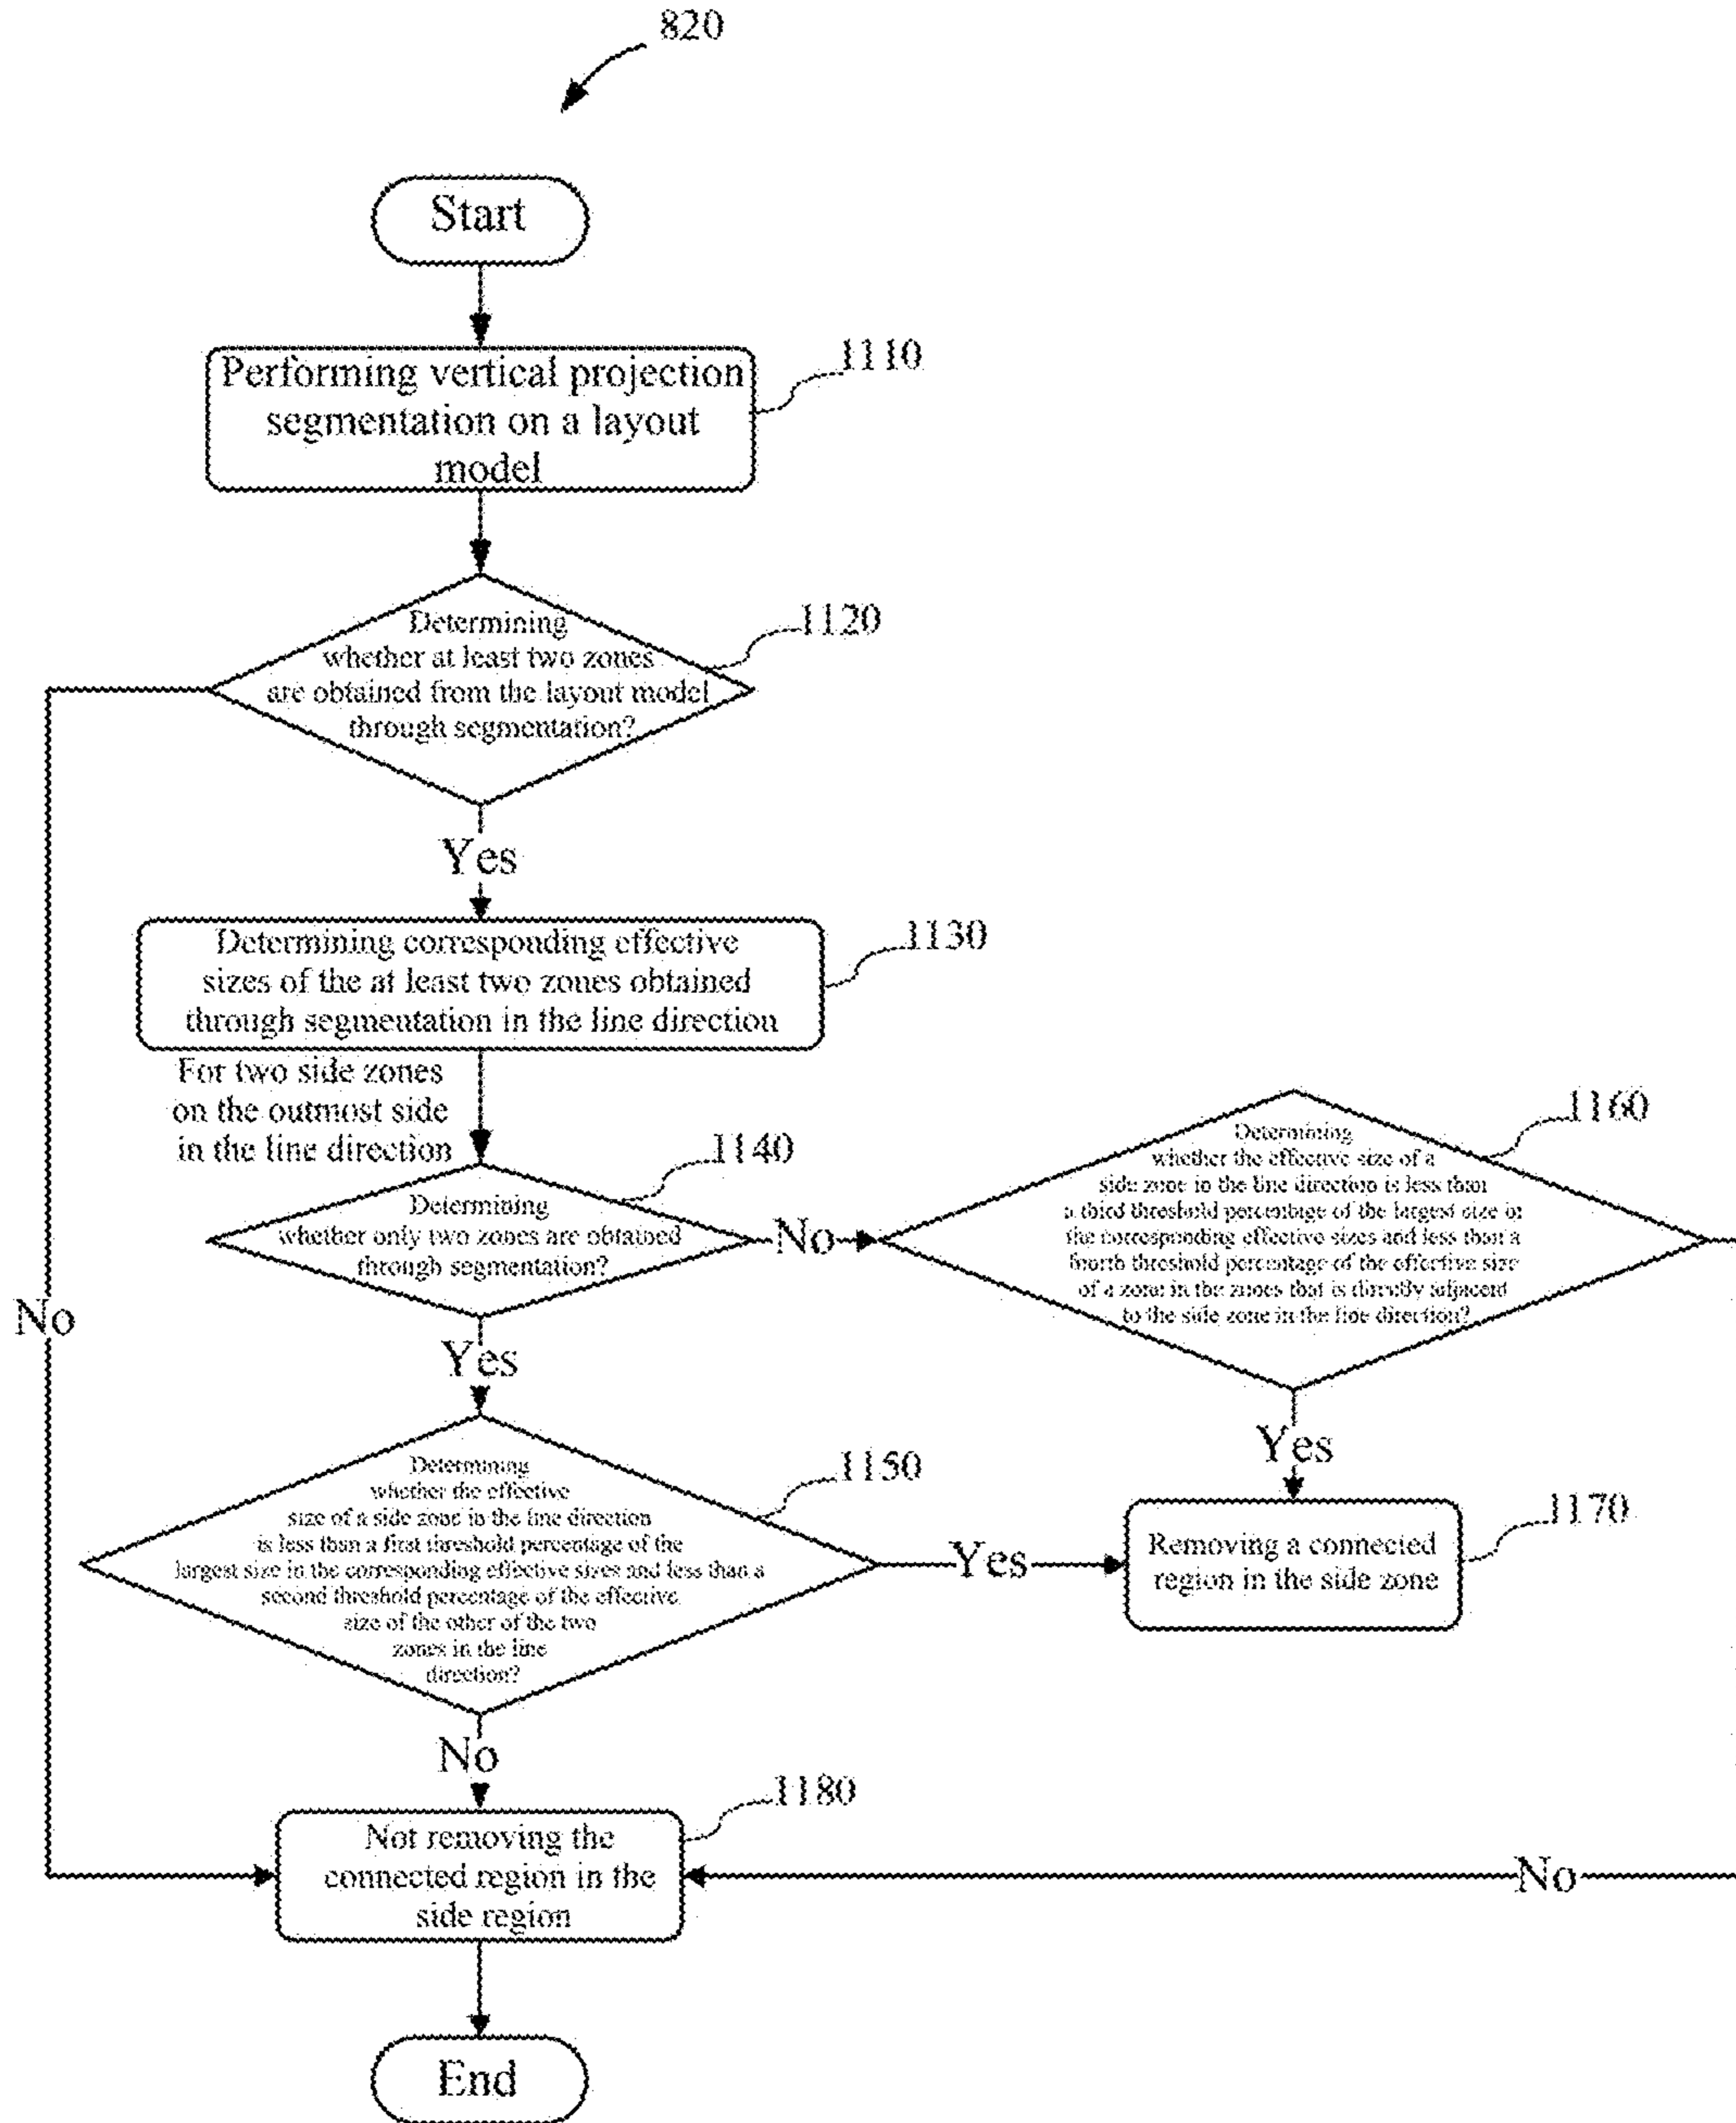 820
Start
1110
Performing vertical projection
segmentation on a layout
model
1120
Determining
whether at least two zones
are obtained from the layout model
through segmentation?
Yes
1130
Determining corresponding effective
sizes of the at least two zones obtained
through segmentation in the line direction
For two side zones
on the outmost side
in the line direction
1140
Determining
whether only two zones are obtained
through segmentation?
No
1160
Determining
whether the effective size of a
side zone in the line direction is less than
a third threshold percentage of the largest size in
the corresponding effective sizes and less than a
fourth threshold percentage of the effective size
of a zone in the zones that is directly adjacent
to the side zone in the line direction?
No
Yes
Yes
1150
Determining
whether the effective
size of a side zone in the line direction
is less than a first threshold percentage of the
largest size in the corresponding effective sizes and less than a
second threshold percentage of the effective
size of the other of the two
zones in the line
direction?
Yes
1170
Removing a connected
region in the side zone
No
1180
Not removing the
connected region in the
side region
No
End